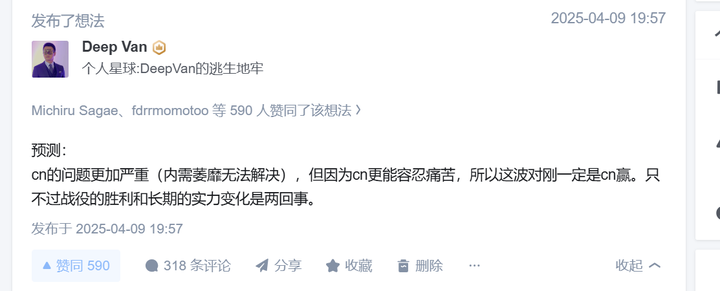 发布了想法
2025-04-09 19:57
Deep Van
个人星球:DeepVan的逃生地牢
Michiru Sagae、fdrrmomotoo 等 590 人赞同了该想法
预测：
cn的问题更加严重（内需萎靡无法解决），但因为cn更能容忍痛苦，所以这波对刚一定是cn赢。只
不过战役的胜利和长期的实力变化是两回事。
发布于 2025-04-09 19:57
赞同 590
318 条评论
分享
收藏
删除
收起